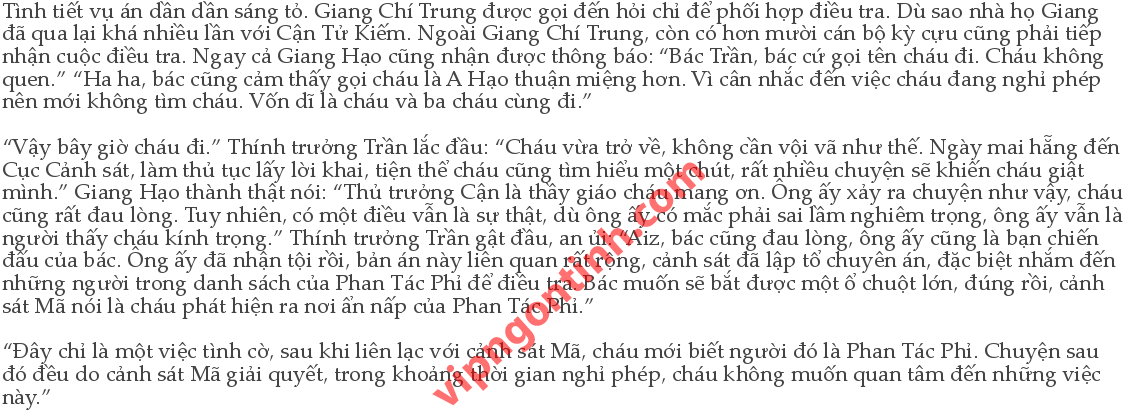 Tình tiết vụ án dần dần sáng tỏ. Giang Chí Trung được gọi đến hỏi chỉ để phối hợp điều tra. Dù sao nhà họ Giang
đã qua lại khá nhiều lần với Cận Tử Kiếm. Ngoài Giang Chí Trung, còn có hơn mười cán bộ kỳ cựu cũng phải tiếp
nhận cuộc điều tra. Ngay cả Giang Hạo cũng nhận được thông báo: “Bác Trần, bác cứ gọi tên cháu đi. Cháu không
quen.” “Ha ha, bác cũng cảm thấy gọi cháu là A Hạo thuận miệng hơn. Vì cân nhắc đến việc cháu đang nghỉ phép
nên mới không tìm cháu. Vốn dĩ là cháu và ba cháu cùng đi.”
“Vậy bây giờ cháu đi.” Thính trưởng Trần lắc đầu: “Cháu vừa trở về, không cần vội vã như thế. Ngày mai hẵng đến
Cục Cảnh sát, làm thủ tục lấy lời khai, tiện thể cháu cũng tìm hiểu một chút, rất nhiều chuyện sẽ khiến cháu giật
mình.” Giang Hạo thành thật nói: “Thủ trưởng Cận là thầy giáo cháu mang ơn. Ông ấy xảy ra chuyện như vậy, cháu
cũng rất đau lòng. Tuy nhiên, có một điều vẫn là sự thật, dù ông ấy có mắc phải sai lầm nghiêm trọng, ông ấy vẫn là
người thấy cháu kính trọng.” Thính trưởng Trần gật đầu, an ủi: “Aiz, bác cũng đau lòng, ông ấy cũng là bạn chiến
đấu của bác. Ông ấy đã nhận tội rồi, bản án này liên quan rất rộng, cảnh sát đã lập tổ chuyên án, đặc biệt nhắm đến
những người trong danh sách của Phan Tác Phỉ để điều tra. Bác muốn sẽ bắt được một ổ chuột lớn, đúng rồi, cảnh
sát Mã nói là cháu phát hiện ra nơi ẩn nấp của Phan Tác Phỉ.”
“Đây chỉ là một việc tình cờ, sau khi liên lạc với cảnh sát Mã, cháu mới biết người đó là Phan Tác Phỉ. Chuyện sau
đó đều do cảnh sát Mã giải quyết, trong khoảng thời gian nghỉ phép, cháu không muốn quan tâm đến những việc
này.”
vipngontinh.com